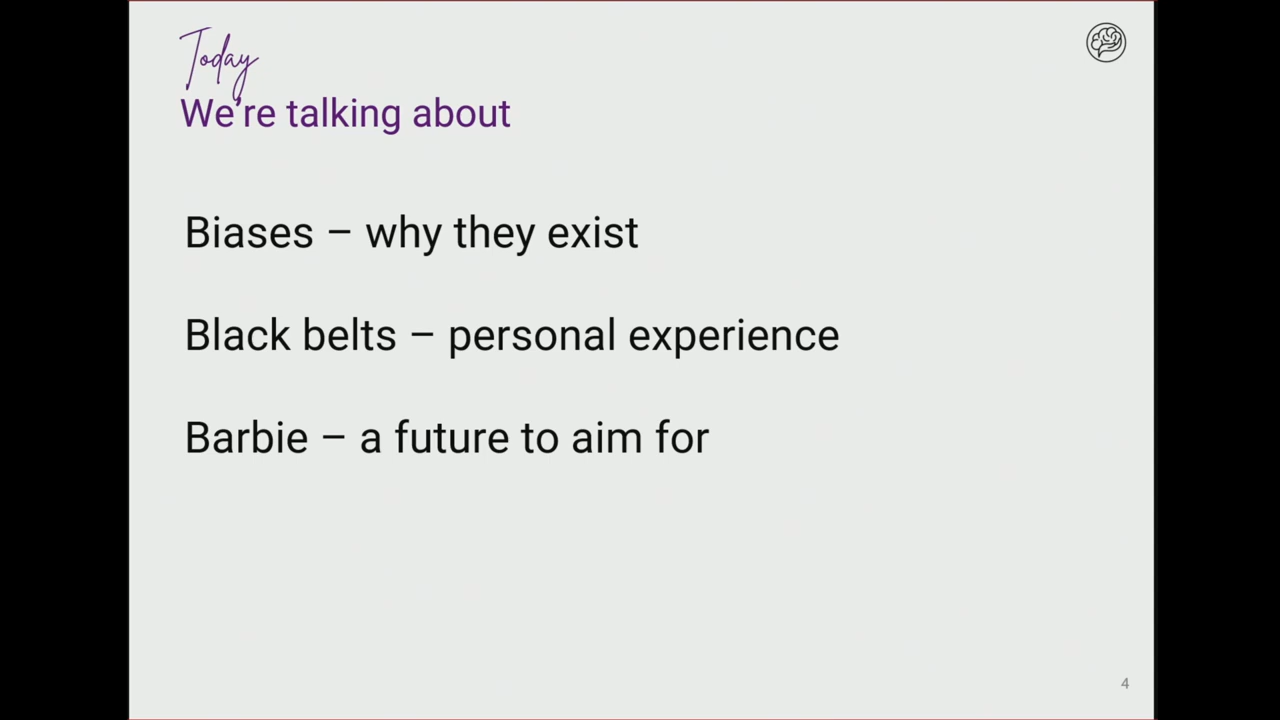 Today
We're talking about
Biases – why they exist
Black belts – personal experience
Barbie – a future to aim for
4